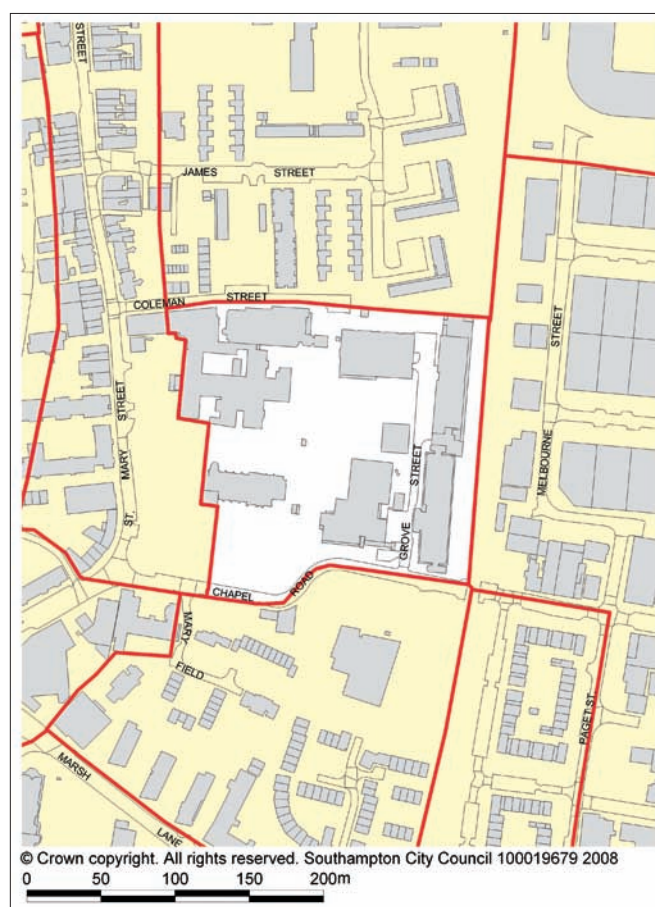 STREET
JAMES STREET
COLEMAN STREET
STREET
MARY
ST.
STREET
MELBOURNE
STREET
GROVE
CHAPEL ROAD
MARY
FIELD
PAGET ST.
MARSH
LANE
© Crown copyright. All rights reserved. Southampton City Council 100019679 2008
0 50 100 150 200m